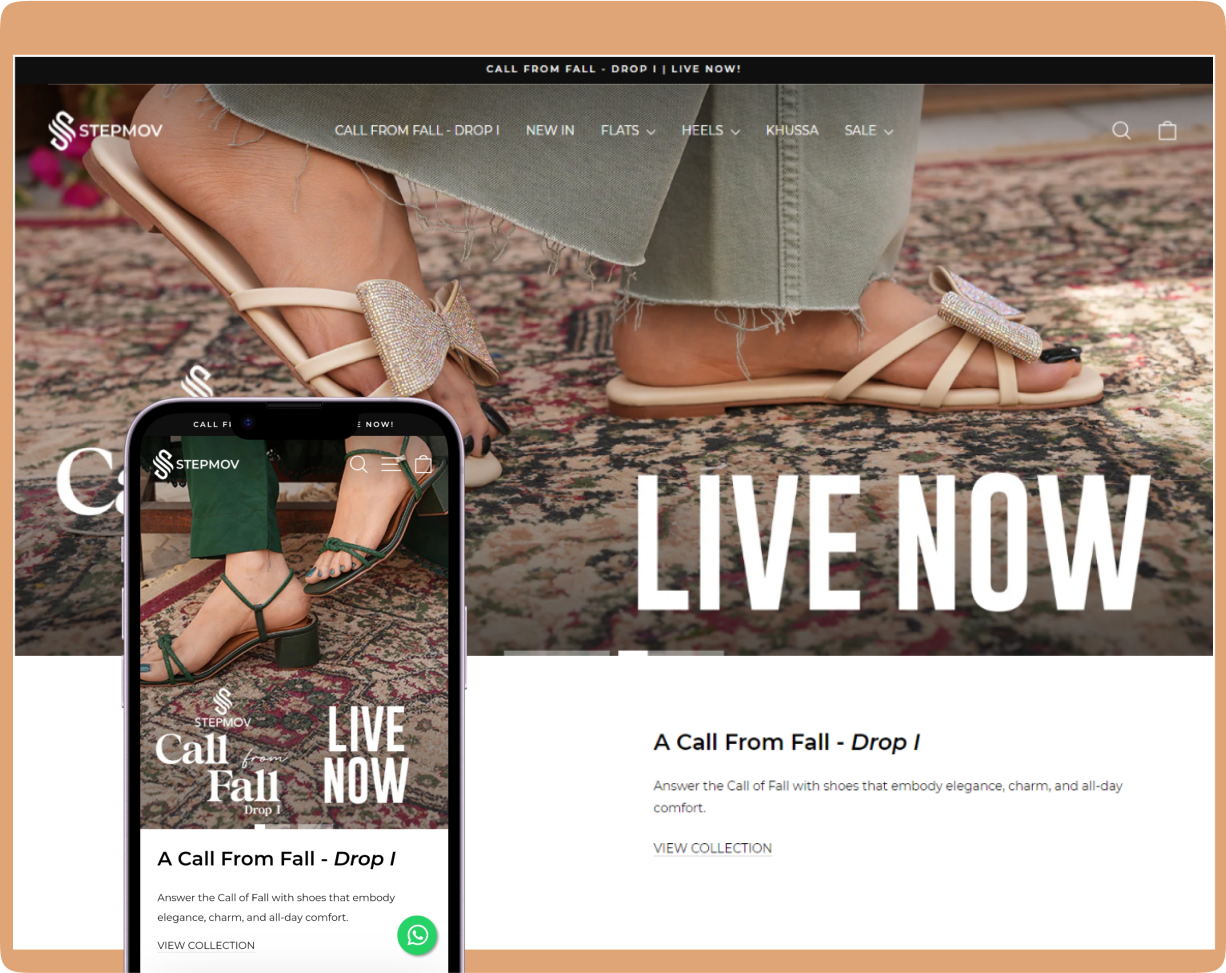 CALL FROM FALL - DROP I | LIVE NOW!
STEPMOV
CALL FROM FALL - DROP I NEW IN FLATS HEELS KHUSSA SALE
LIVE NOW
A Call From Fall - Drop I
Answer the Call of Fall with shoes that embody elegance, charm, and all-day
comfort.
VIEW COLLECTION
CALL NOW!
STEPMOV
STEPMOV
Call from
Fall
Drop I
LIVE
NOW
A Call From Fall - Drop I
Answer the Call of Fall with shoes that embody
elegance, charm, and all-day comfort.
VIEW COLLECTION